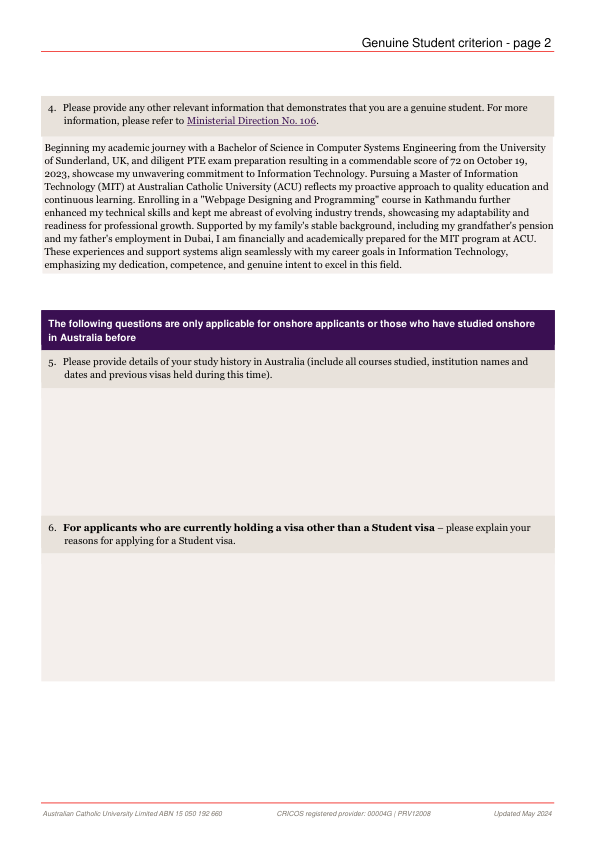 Genuine Student criterion - page 2
4. Please provide any other relevant information that demonstrates that you are a genuine student. For more
information, please refer to Ministerial Direction No. 106.
Beginning my academic journey with a Bachelor of Science in Computer Systems Engineering from the University
of Sunderland, UK, and diligent PTE exam preparation resulting in a commendable score of 72 on October 19,
2023, showcase my unwavering commitment to Information Technology. Pursuing a Master of Information
Technology (MIT) at Australian Catholic University (ACU) reflects my proactive approach to quality education and
continuous learning. Enrolling in a "Webpage Designing and Programming" course in Kathmandu further
enhanced my technical skills and kept me abreast of evolving industry trends, showcasing my adaptability and
readiness for professional growth. Supported by my family's stable background, including my grandfather's pension
and my father's employment in Dubai, I am financially and academically prepared for the MIT program at ACU.
These experiences and support systems align seamlessly with my career goals in Information Technology,
emphasizing my dedication, competence, and genuine intent to excel in this field.
The following questions are only applicable for onshore applicants or those who have studied onshore
in Australia before
5. Please provide details of your study history in Australia (include all courses studied, institution names and
dates and previous visas held during this time).
6. For applicants who are currently holding a visa other than a Student visa – please explain your
reasons for applying for a Student visa.
Australian Catholic University Limited ABN 15 050 192 660 CRICOS registered provider: 00004G | PRV12008 Updated May 2024